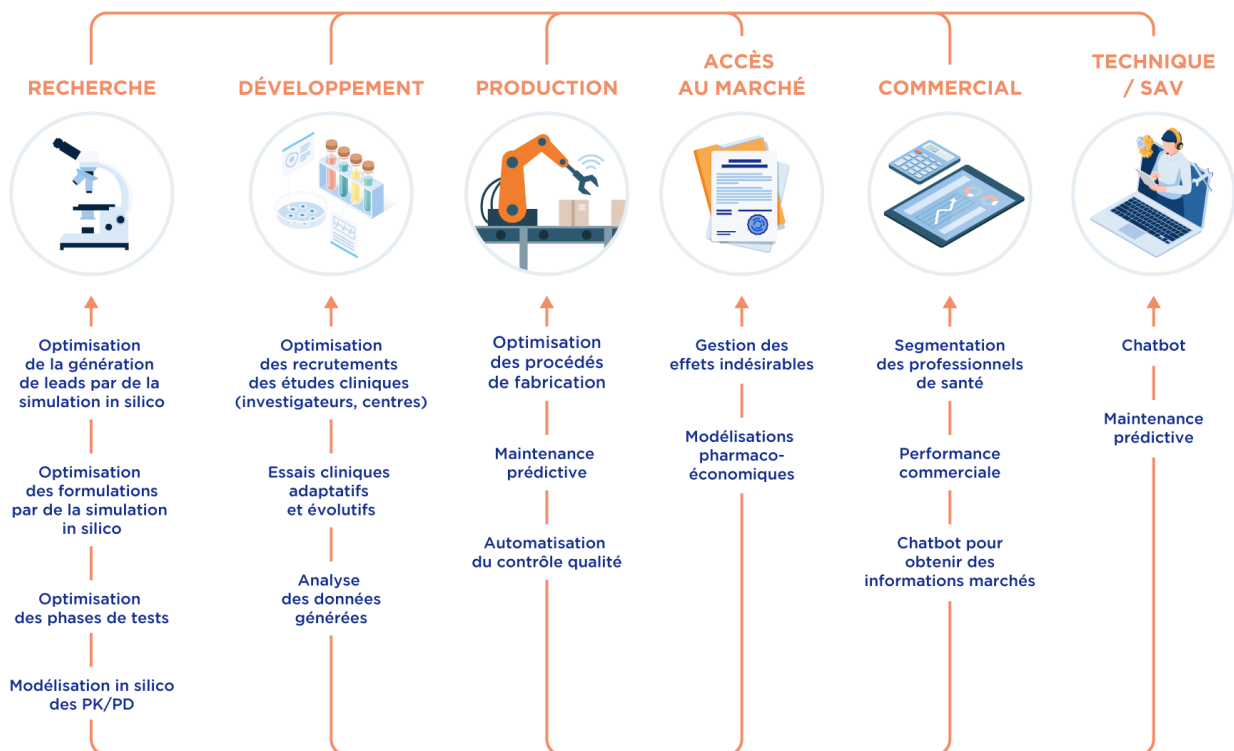 RECHERCHE
Optimisation
de la génération
de leads par de la
simulation in silico
Optimisation
des formulations
par de la simulation
in silico
Optimisation
des phases de tests
Modélisation in silico
des PK/PD
DÉVELOPPEMENT
Optimisation
des recrutements
des études cliniques
(investigateurs, centres)
Essais cliniques
adaptatifs
et évolutifs
Analyse
des données
générées
PRODUCTION
Optimisation
des procédés
de fabrication
Maintenance
prédictive
Automatisation
du contrôle qualité
ACCÈS
AU MARCHÉ
Gestion des
effets indésirables
Modélisations
pharmaco-
économiques
COMMERCIAL
Segmentation
des professionnels
de santé
Performance
commerciale
Chatbot pour
obtenir des
informations marchés
TECHNIQUE
/ SAV
Chatbot
Maintenance
prédictive